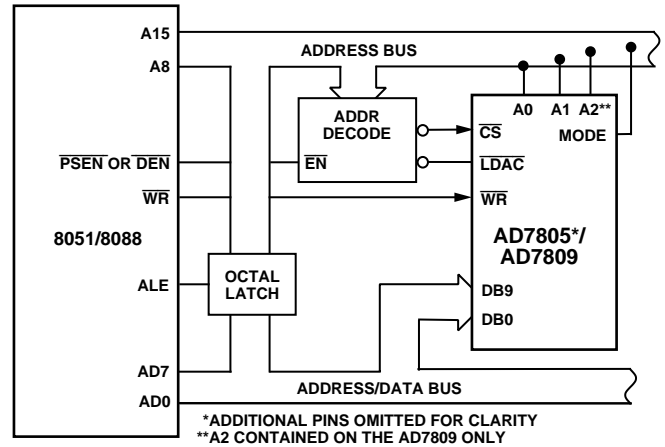 A15
ADDRESS BUS
A8
ADDR
DECODE
A0 A1 A2**
MODE
CS
PSEN OR DEN
EN
LDAC
WR
WR
8051/8088
AD7805*/
AD7809
ALE
OCTAL
LATCH
DB9
DB0
AD7
ADDRESS/DATA BUS
AD0
*ADDITIONAL PINS OMITTED FOR CLARITY
**A2 CONTAINED ON THE AD7809 ONLY